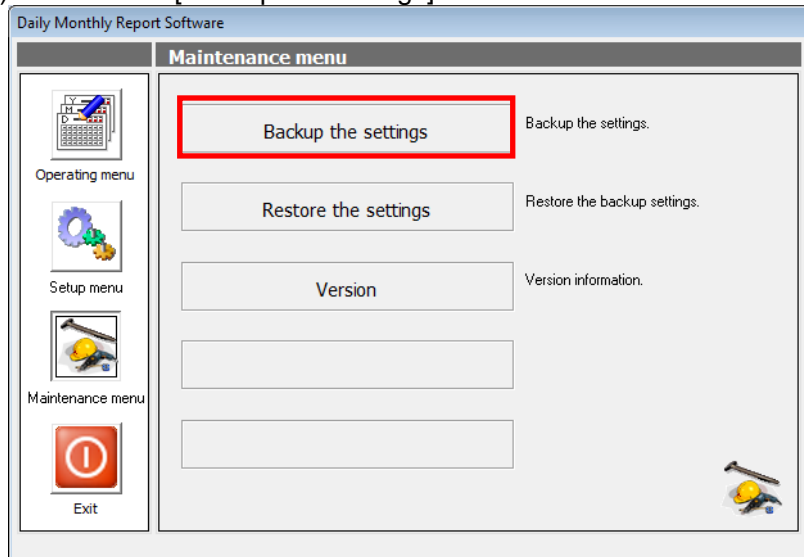 Daily Monthly Report Software
Maintenance menu
Backup the settings
Backup the settings.
Operating menu
Restore the settings
Restore the backup settings.
Setup menu
Version
Version information.
Maintenance menu
Exit